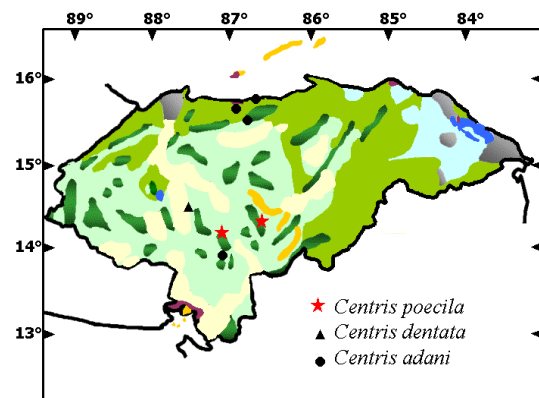 89° 88° 87° 86° 85° 84°
16°
15°
14°
13°
Centris poecila
Centris dentata
Centris adani